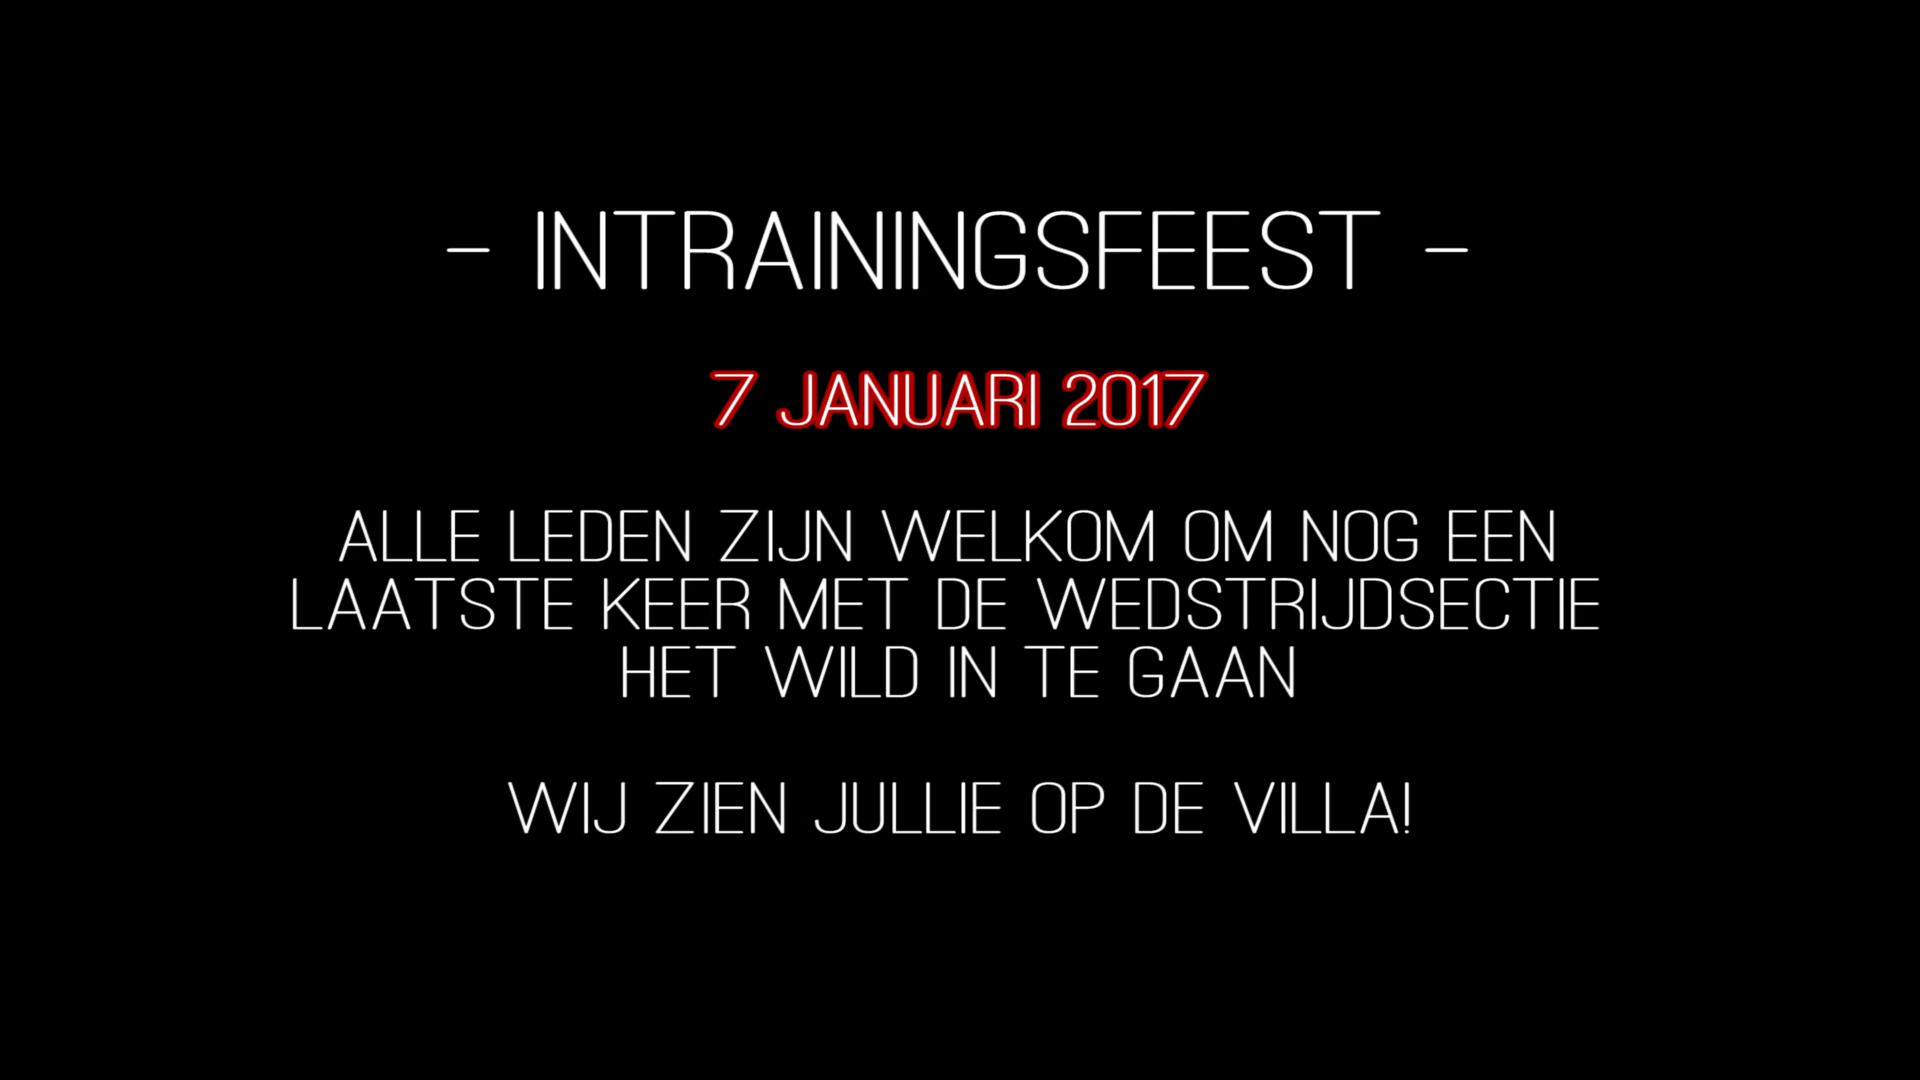 - INTRAININGSFEEST -
7 JANUARI 2017
ALLE LEDEN ZIJN WELKOM OM NOG EEN
LAATSTE KEER MET DE WEDSTRIJDSECTIE
HET WILD IN TE GAAN
WIJ ZIEN JULLIE OP DE VILLA!